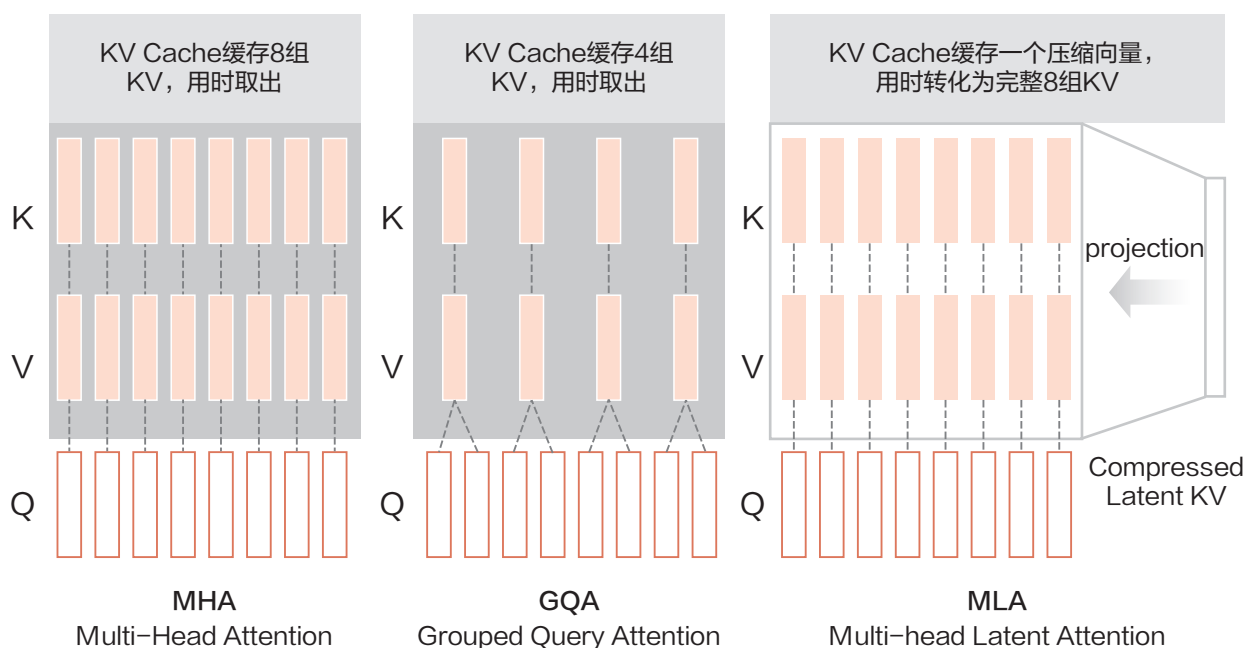 KV Cache缓存8组
KV，用时取出
KV Cache缓存4组
KV，用时取出
KV Cache缓存一个压缩向量，
用时转化为完整8组KV
K
V
Q
K
V
Q
K
V
Q
projection
Compressed
Latent KV
MHA
Multi-Head Attention
GQA
Grouped Query Attention
MLA
Multi-head Latent Attention